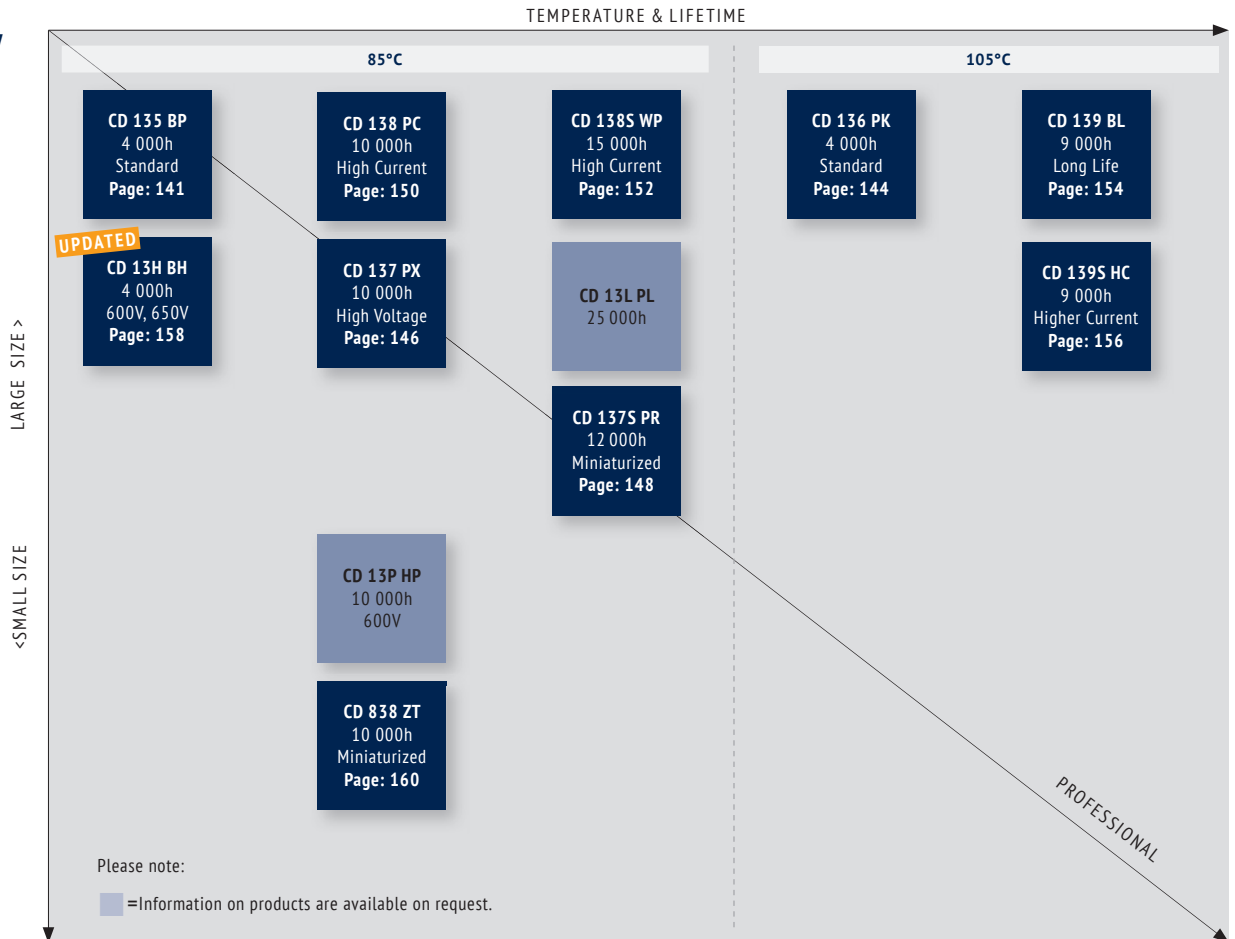 TEMPERATURE & LIFETIME
85°C
105°C
CD 135 BP
4 000h
Standard
Page: 141
CD 138 PC
10 000h
High Current
Page: 150
CD 138S WP
15 000h
High Current
Page: 152
CD 136 PK
4 000h
Standard
Page: 144
CD 139 BL
9 000h
Long Life
Page: 154
UPDATED
CD 13H BH
4 000h
600V, 650V
Page: 158
CD 137 PX
10 000h
High Voltage
Page: 146
CD 13L PL
25 000h
CD 139S HC
9 000h
Higher Current
Page: 156
LARGE SIZE >
CD 137S PR
12 000h
Miniaturized
Page: 148
<SMALL SIZE
CD 13P HP
10 000h
600V
CD 838 ZT
10 000h
Miniaturized
Page: 160
PROFESSIONAL
Please note:
=Information on products are available on request.